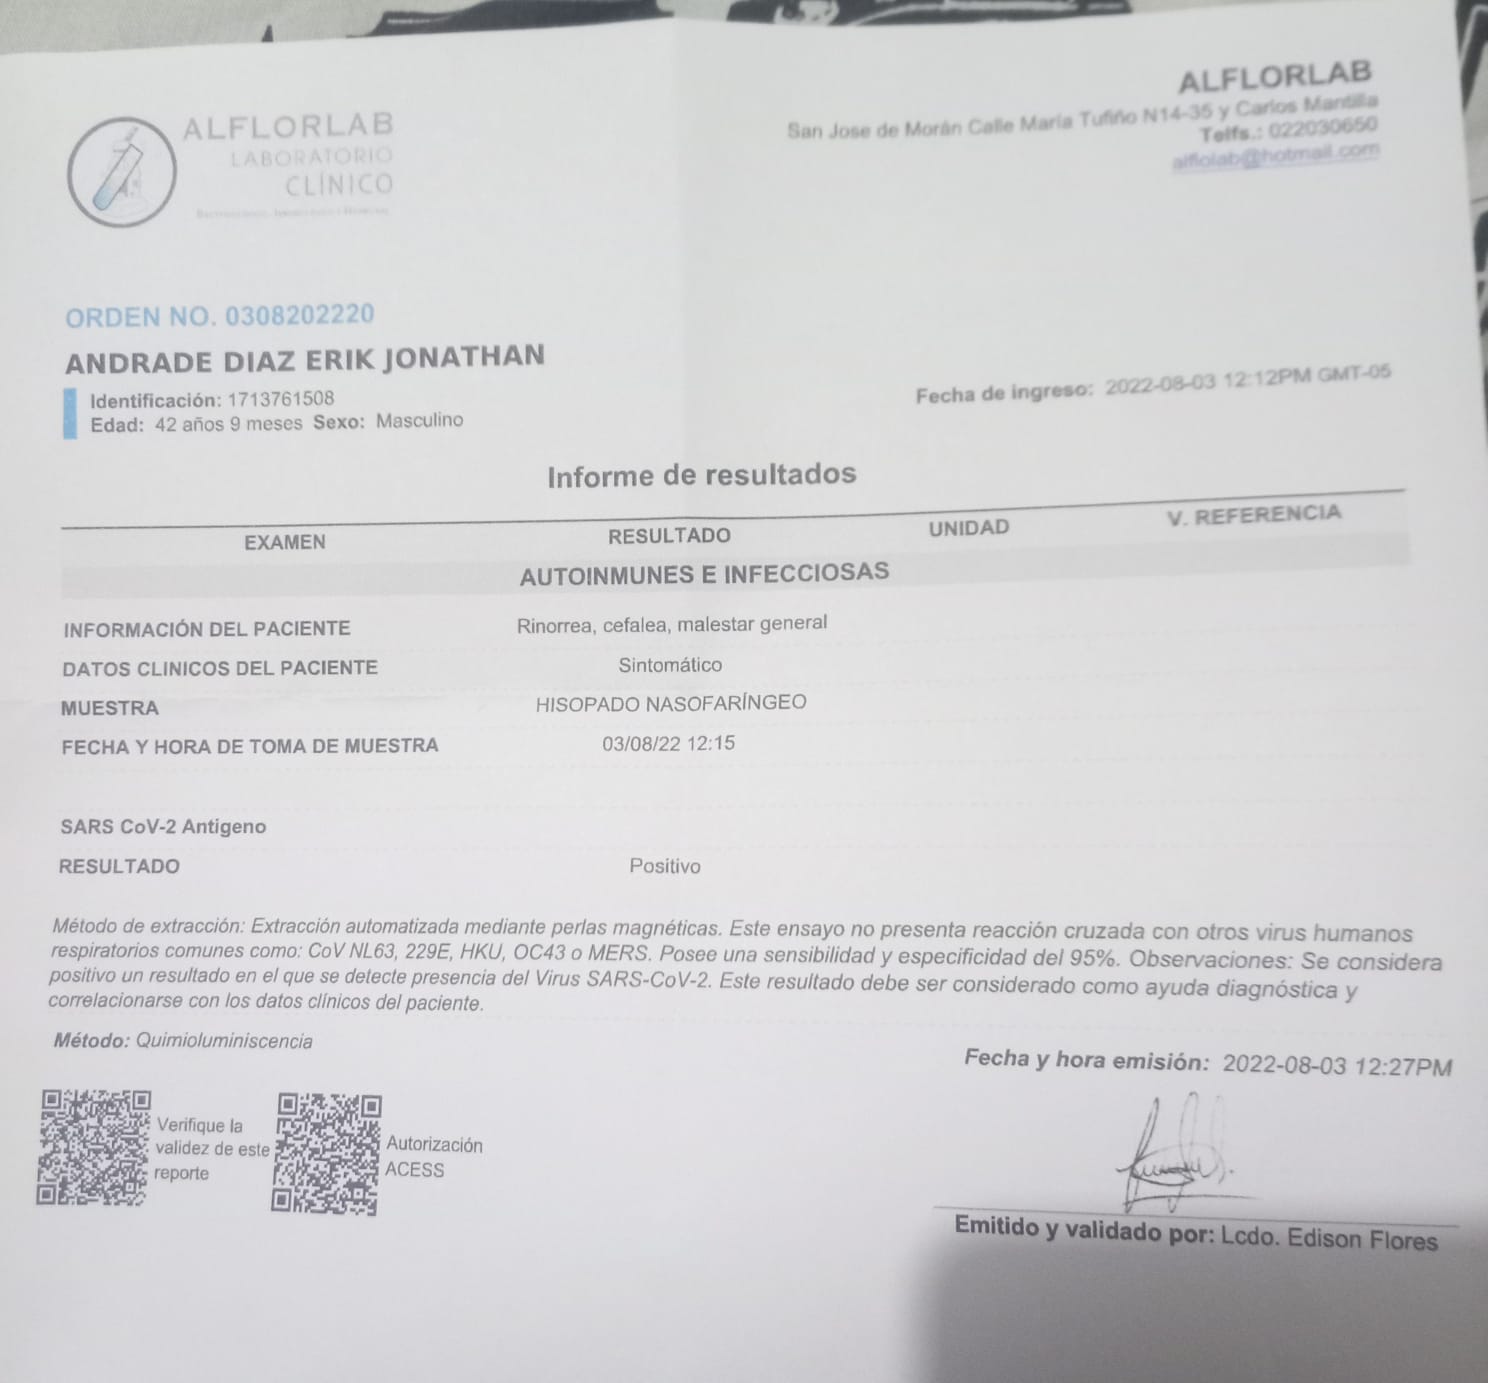 ALFLORLAB
San Jose de Morán Calle María Tufiño N14-35 y Carlos Mantilla
Telfs.: 022030650
alflolab@hotmail.com
ALFLORLAB
LABORATORIO
CLÍNICO
ORDEN NO. 0308202220
ANDRADE DIAZ ERIK JONATHAN
Identificación: 1713761508
Edad: 42 años 9 meses Sexo: Masculino
Fecha de ingreso: 2022-08-03 12:12PM GMT-05
Informe de resultados
EXAMEN RESULTADO UNIDAD V. REFERENCIA
AUTOINMUNES E INFECCIOSAS
INFORMACIÓN DEL PACIENTE Rinorrea, cefalea, malestar general
DATOS CLINICOS DEL PACIENTE Sintomático
MUESTRA HISOPADO NASOFARÍNGEO
FECHA Y HORA DE TOMA DE MUESTRA 03/08/22 12:15
SARS CoV-2 Antigeno
RESULTADO Positivo
Método de extracción: Extracción automatizada mediante perlas magnéticas. Este ensayo no presenta reacción cruzada con otros virus humanos
respiratorios comunes como: CoV NL63, 229E, HKU, OC43 o MERS. Posee una sensibilidad y especificidad del 95%. Observaciones: Se considera
positivo un resultado en el que se detecte presencia del Virus SARS-CoV-2. Este resultado debe ser considerado como ayuda diagnóstica y
correlacionarse con los datos clínicos del paciente.
Método: Quimioluminiscencia
Fecha y hora emisión: 2022-08-03 12:27PM
Verifique la
validez de este
reporte
Autorización
ACESS
Emitido y validado por: Lcdo. Edison Flores